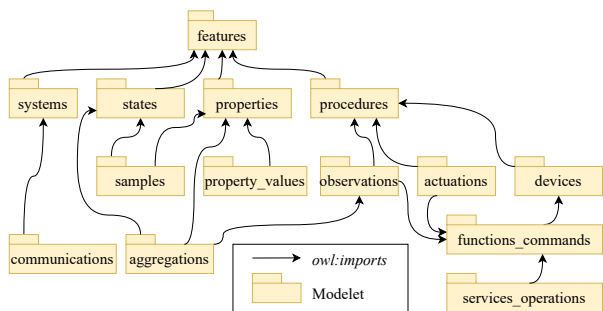 features
systems
states
properties
procedures
samples
property_values
observations
actuations
devices
communications
aggregations
functions_commands
owl:imports
Modelet
services_operations